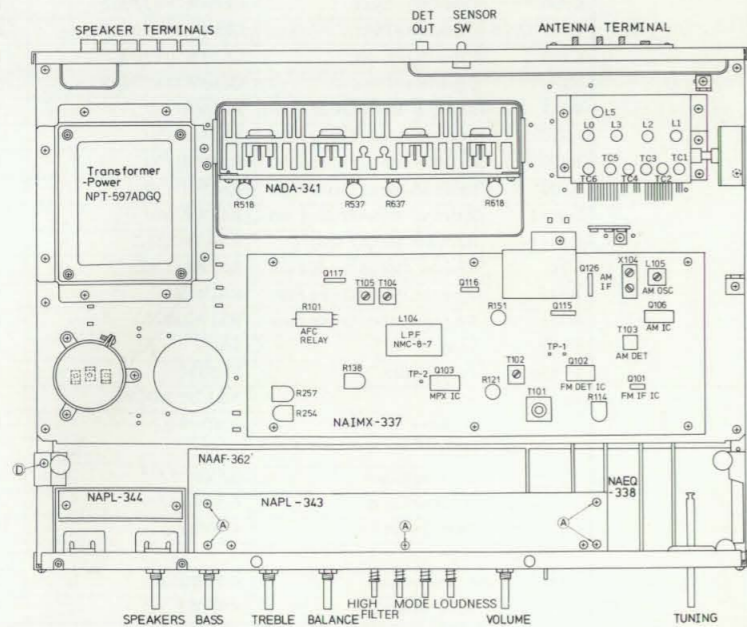 SPEAKER TERMINALS
DET OUT
SENSOR SW
ANTENNA TERMINAL
L5
L0 L3 L2 L1
TC5 TC3 TC1
TC6 TC4 TC2
Transformer
-Power
NPT-597ADGQ
NADA-341
R518 R537 R637 R618
Q117
T105 T104
Q116
AM IF
Q126
X104
L105
AM OSC
R101
AFC RELAY
L104
L.P.F
NMC-8-7
R151
Q115
Q106
AM IC
T103
AM DET
TP-1
R138
TP-2
Q103
MPX IC
T102
Q102
FM DET IC
Q101
FM IF IC
R121
T101
R114
R257
R254
NAIMX-337
D
NAAF-362
NAEQ
-338
NAPL-344
NAPL-343
A A A
SPEAKERS BASS TREBLE BALANCE HIGH FILTER MODE LOUDNESS VOLUME TUNING